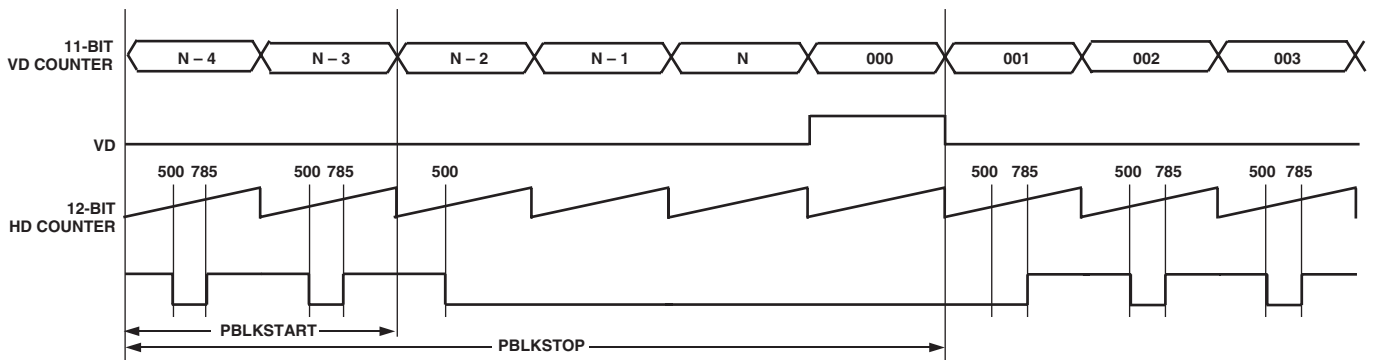 11-BIT
VD COUNTER
N – 4 N – 3 N – 2 N – 1 N 000 001 002 003
VD
500 785 500 785 500 500 785 500 785 500 785
12-BIT
HD COUNTER
PBLKSTART
PBLKSTOP